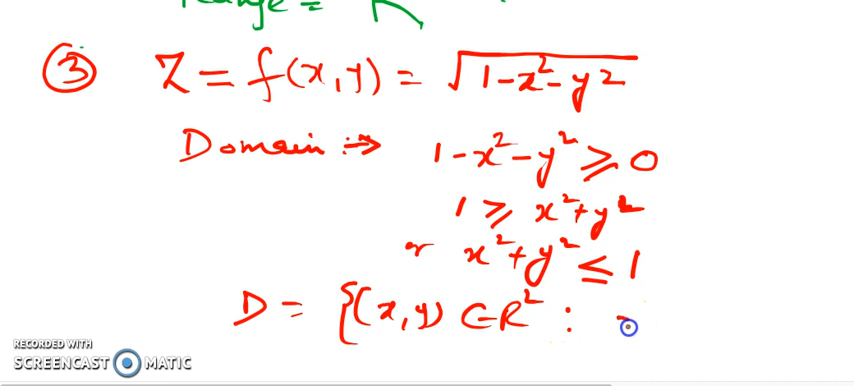 Range = R
③ Z = f(x,y) = √(1-x²-y²)
Domain :→ 1-x²-y² ⩾ 0
1 ⩾ x²+y²
or x²+y² ≤ 1
D = {(x,y) ∈ R² :
RECORDED WITH
SCREENCAST MATIC